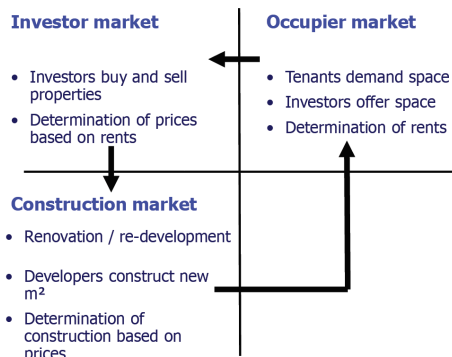 Investor market
• Investors buy and sell
properties
• Determination of prices
based on rents
Occupier market
• Tenants demand space
• Investors offer space
• Determination of rents
Construction market
• Renovation / re-development
• Developers construct new
m²
• Determination of
construction based on
prices